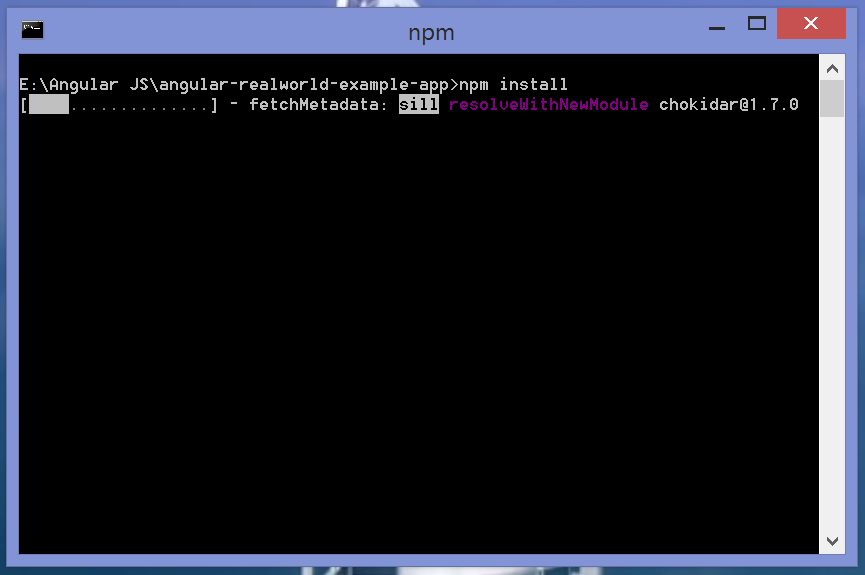 npm
E:\Angular JS\angular-realworld-example-app>npm install
[    ..............] - fetchMetadata: sill resolveWithNewModule chokidar@1.7.0